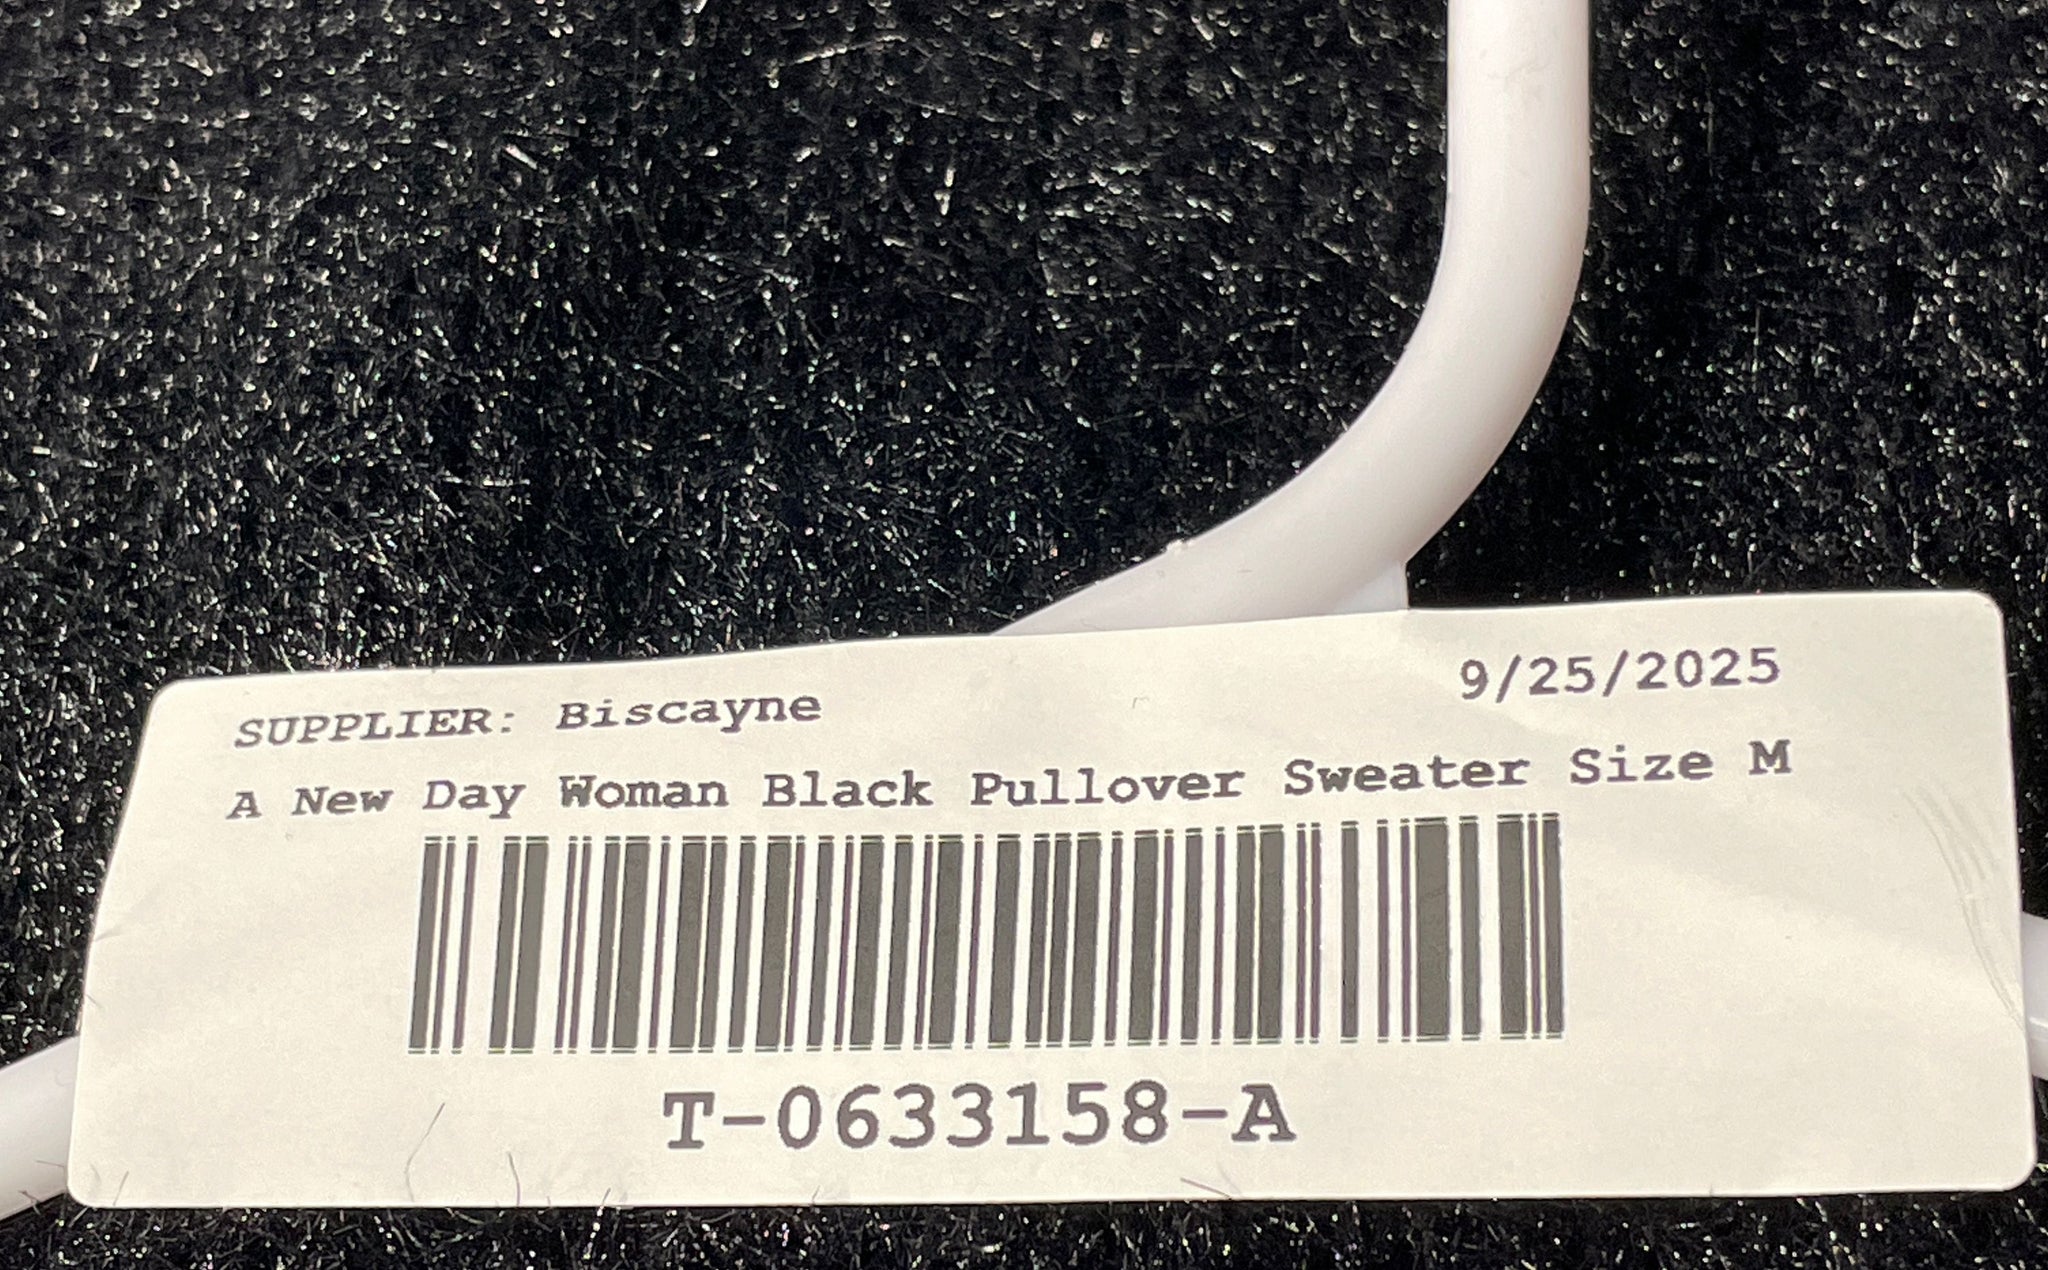 SUPPLIER: Biscayne 9/25/2025
A New Day Woman Black Pullover Sweater Size M
T-0633158-A